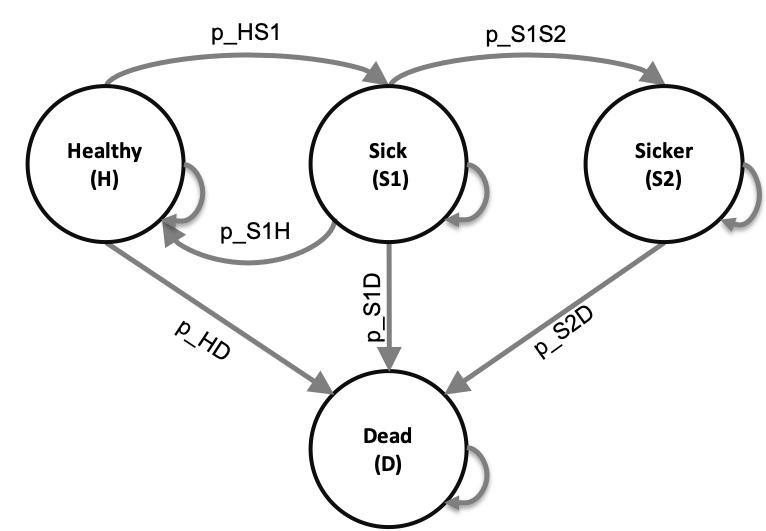 p_HS1
p_S1S2
Healthy
(H)
Sick
(S1)
Sicker
(S2)
p_S1H
p_HD
p_S1D
p_S2D
Dead
(D)